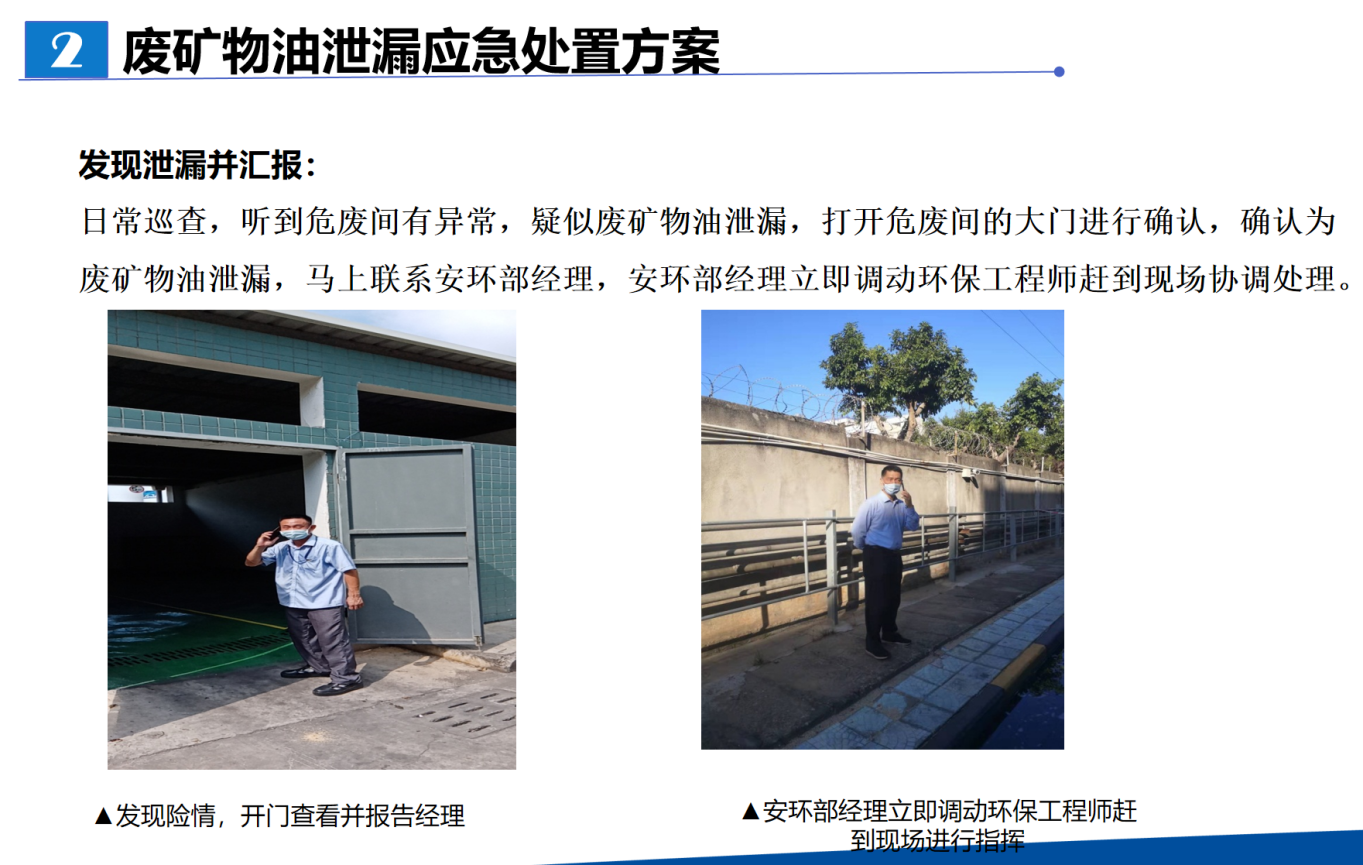 2 废矿物油泄漏应急处置方案
发现泄漏并汇报：
日常巡查，听到危废间有异常，疑似废矿物油泄漏，打开危废间的大门进行确认，确认为
废矿物油泄漏，马上联系安环部经理，安环部经理立即调动环保工程师赶到现场协调处理。
▲发现险情，开门查看并报告经理
▲安环部经理立即调动环保工程师赶
到现场进行指挥